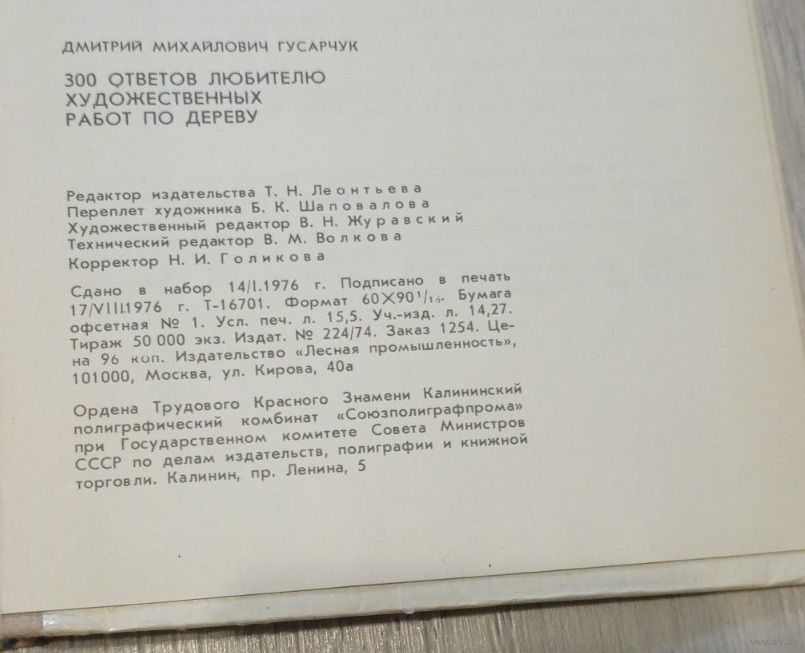 ДМИТРИЙ МИХАЙЛОВИЧ ГУСАРЧУК
300 ОТВЕТОВ ЛЮБИТЕЛЮ
ХУДОЖЕСТВЕННЫХ
РАБОТ ПО ДЕРЕВУ
Редактор издательства Т. Н. Леонтьева
Переплет художника Б. К. Шаповалова
Художественный редактор В. Н. Журавский
Технический редактор В. М. Волкова
Корректор Н. И. Голикова
Сдано в набор 14/I.1976 г. Подписано в печать
17/VIII.1976 г. Т-16701. Формат 60×90 1/16. Бумага
офсетная № 1. Усл. печ. л. 15,5. Уч.-изд. л. 14,27.
Тираж 50 000 экз. Издат. № 224/74. Заказ 1254. Це-
на 96 коп. Издательство «Лесная промышленность»,
101000, Москва, ул. Кирова, 40а
Ордена Трудового Красного Знамени Калининский
полиграфический комбинат «Союзполиграфпрома»
при Государственном комитете Совета Министров
СССР по делам издательств, полиграфии и книжной
торговли. Калинин, пр. Ленина, 5
www.ay.by